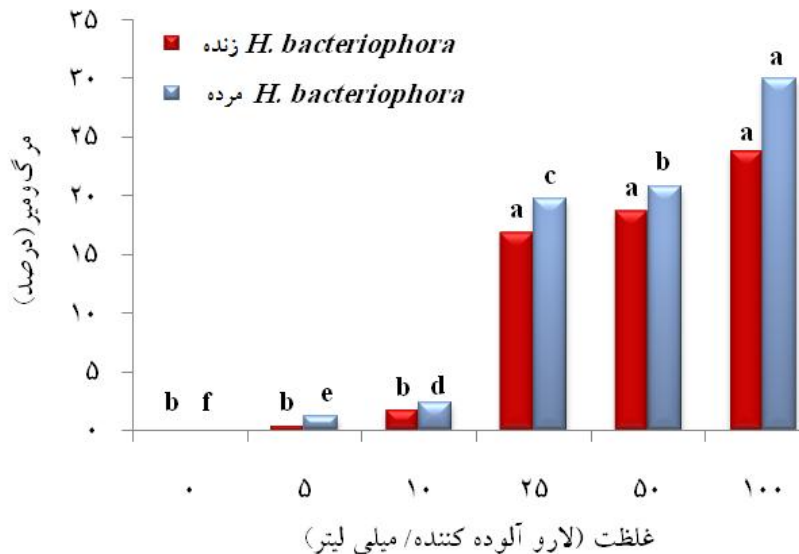 H. bacteriophora زنده
H. bacteriophora مرده
مرگ‌ومیر(درصد)
۳۵
۳۰
۲۵
۲۰
۱۵
۱۰
۵
۰
b f
b e
b d
a c
a b
a a
۰ ۵ ۱۰ ۲۵ ۵۰ ۱۰۰
غلظت (لارو آلوده کننده/ میلی لیتر)